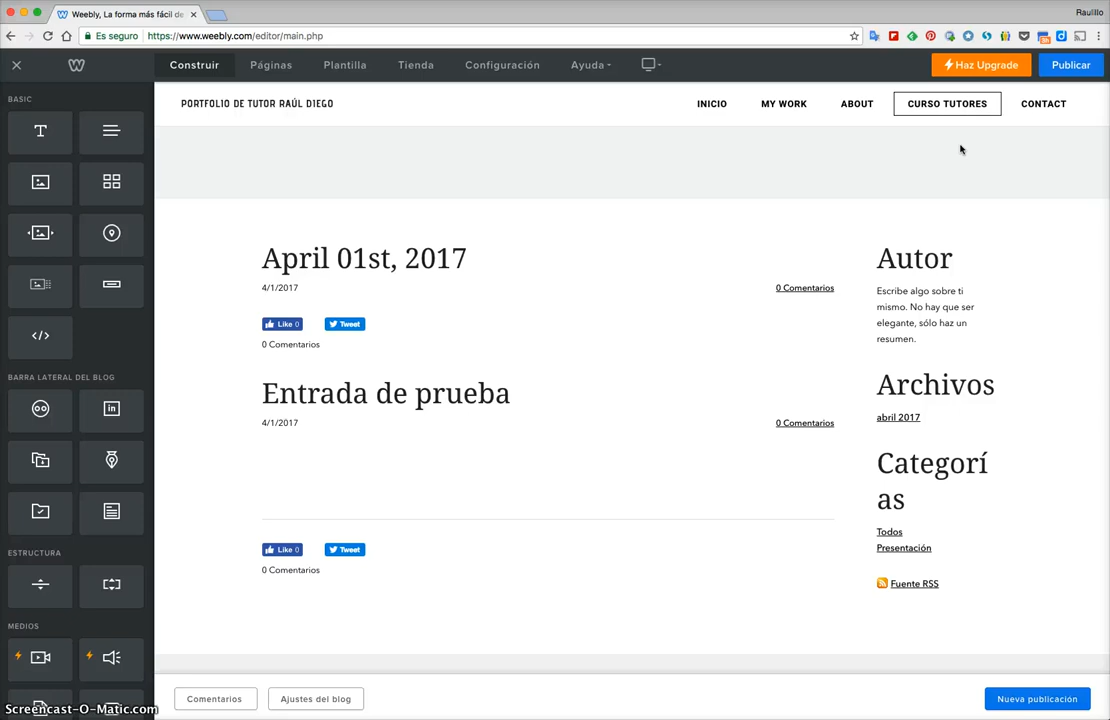 Weebly, La forma más fácil de
Raulillo
Es seguro
https://www.weebly.com/editor/main.php
Construir
Páginas
Plantilla
Tienda
Configuración
Ayuda
Haz Upgrade
Publicar
BASIC
PORTFOLIO DE TUTOR RAÚL DIEGO
INICIO
MY WORK
ABOUT
CURSO TUTORES
CONTACT
April 01st, 2017
4/1/2017
0 Comentarios
Like 0
Tweet
0 Comentarios
Entrada de prueba
4/1/2017
0 Comentarios
Like 0
Tweet
0 Comentarios
Autor
Escribe algo sobre ti
mismo. No hay que ser
elegante, sólo haz un
resumen.
Archivos
abril 2017
Categorí
as
Todos
Presentación
Fuente RSS
BARRA LATERAL DEL BLOG
ESTRUCTURA
MEDIOS
Comentarios
Ajustes del blog
Nueva publicación
Screencast-O-Matic.com